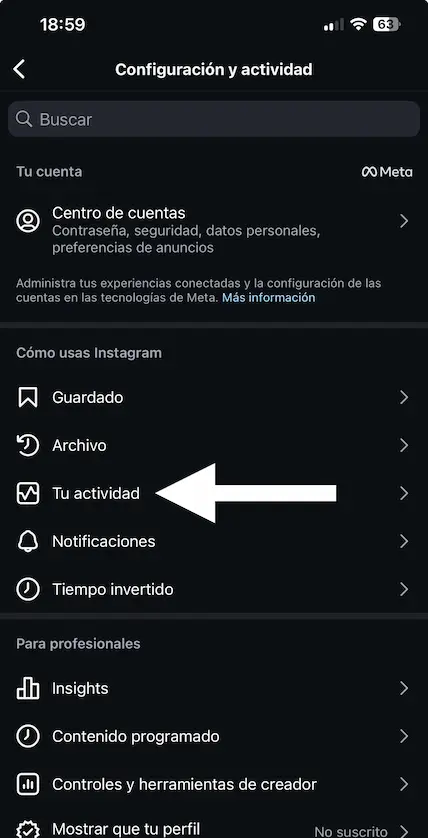 18:59
63
Configuración y actividad
Buscar
Tu cuenta
Meta
Centro de cuentas
Contraseña, seguridad, datos personales,
preferencias de anuncios
Administra tus experiencias conectadas y la configuración de las
cuentas en las tecnologías de Meta. Más información
Cómo usas Instagram
Guardado
Archivo
Tu actividad
Notificaciones
Tiempo invertido
Para profesionales
Insights
Contenido programado
Controles y herramientas de creador
Mostrar que tu perfil
No suscrito